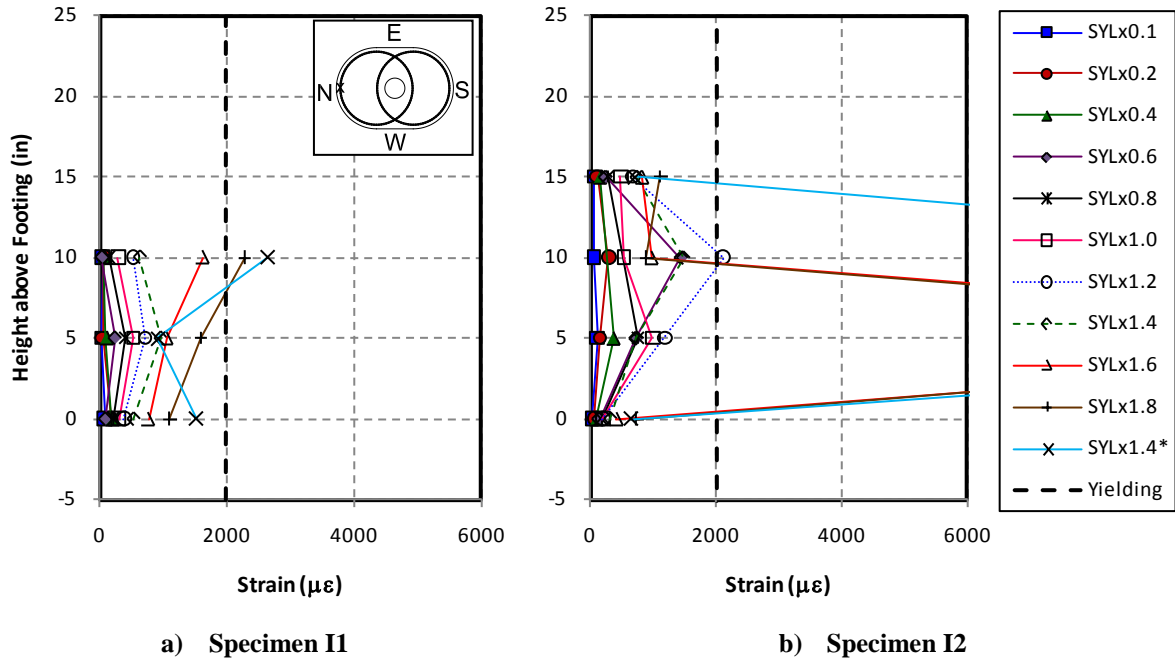 Height above Footing (in)
25
20
15
10
5
0
-5
0 2000 4000 6000
Strain (με)
E
N S
W
a) Specimen I1
25
20
15
10
5
0
-5
0 2000 4000 6000
Strain (με)
b) Specimen I2
SYLx0.1
SYLx0.2
SYLx0.4
SYLx0.6
SYLx0.8
SYLx1.0
SYLx1.2
SYLx1.4
SYLx1.6
SYLx1.8
SYLx1.4*
Yielding